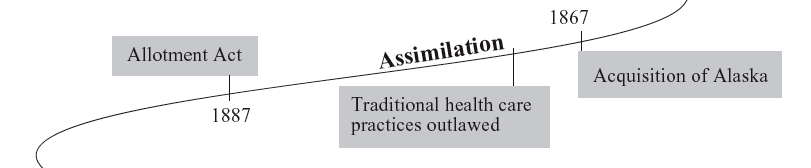 1867
Assimilation
Allotment Act
Acquisition of Alaska
Traditional health care
practices outlawed
1887